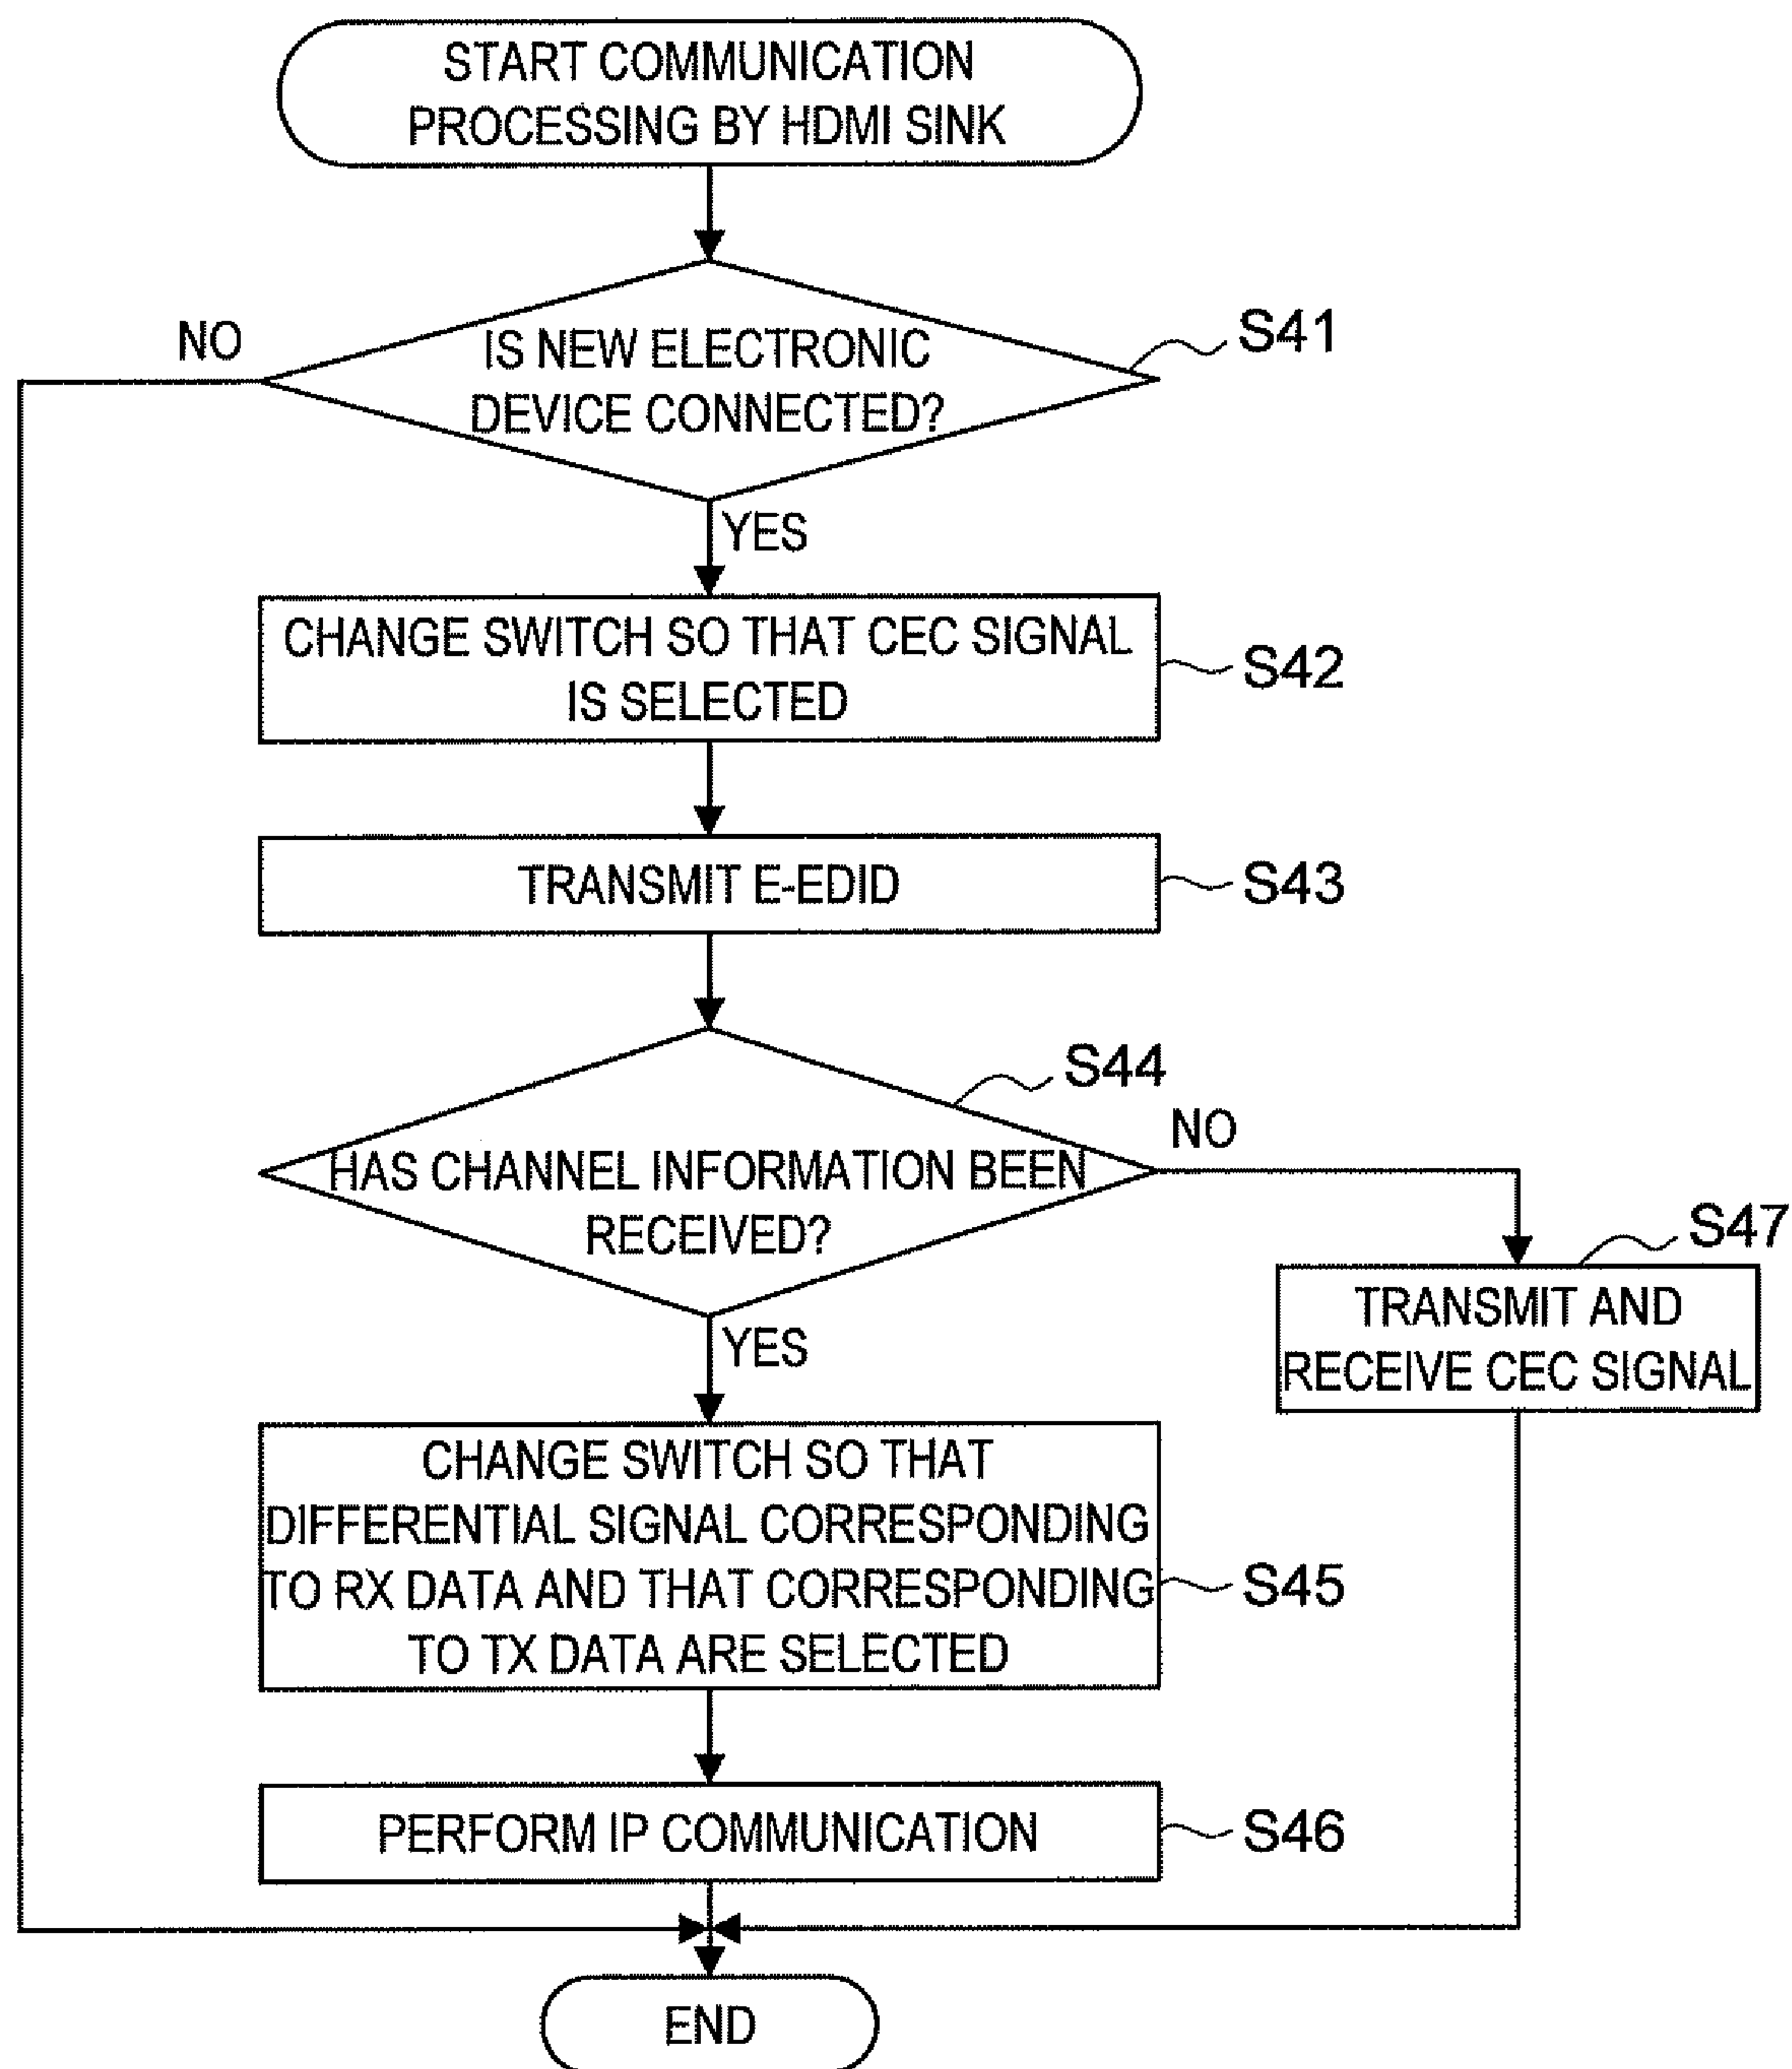 START COMMUNICATION
PROCESSING BY HDMI SINK
NO
IS NEW ELECTRONIC
DEVICE CONNECTED?
S41
YES
CHANGE SWITCH SO THAT CEC SIGNAL
IS SELECTED
S42
TRANSMIT E-EDID
S43
S44
HAS CHANNEL INFORMATION BEEN
RECEIVED?
NO
YES
S47
TRANSMIT AND
RECEIVE CEC SIGNAL
CHANGE SWITCH SO THAT
DIFFERENTIAL SIGNAL CORRESPONDING
TO RX DATA AND THAT CORRESPONDING
TO TX DATA ARE SELECTED
S45
PERFORM IP COMMUNICATION
S46
END